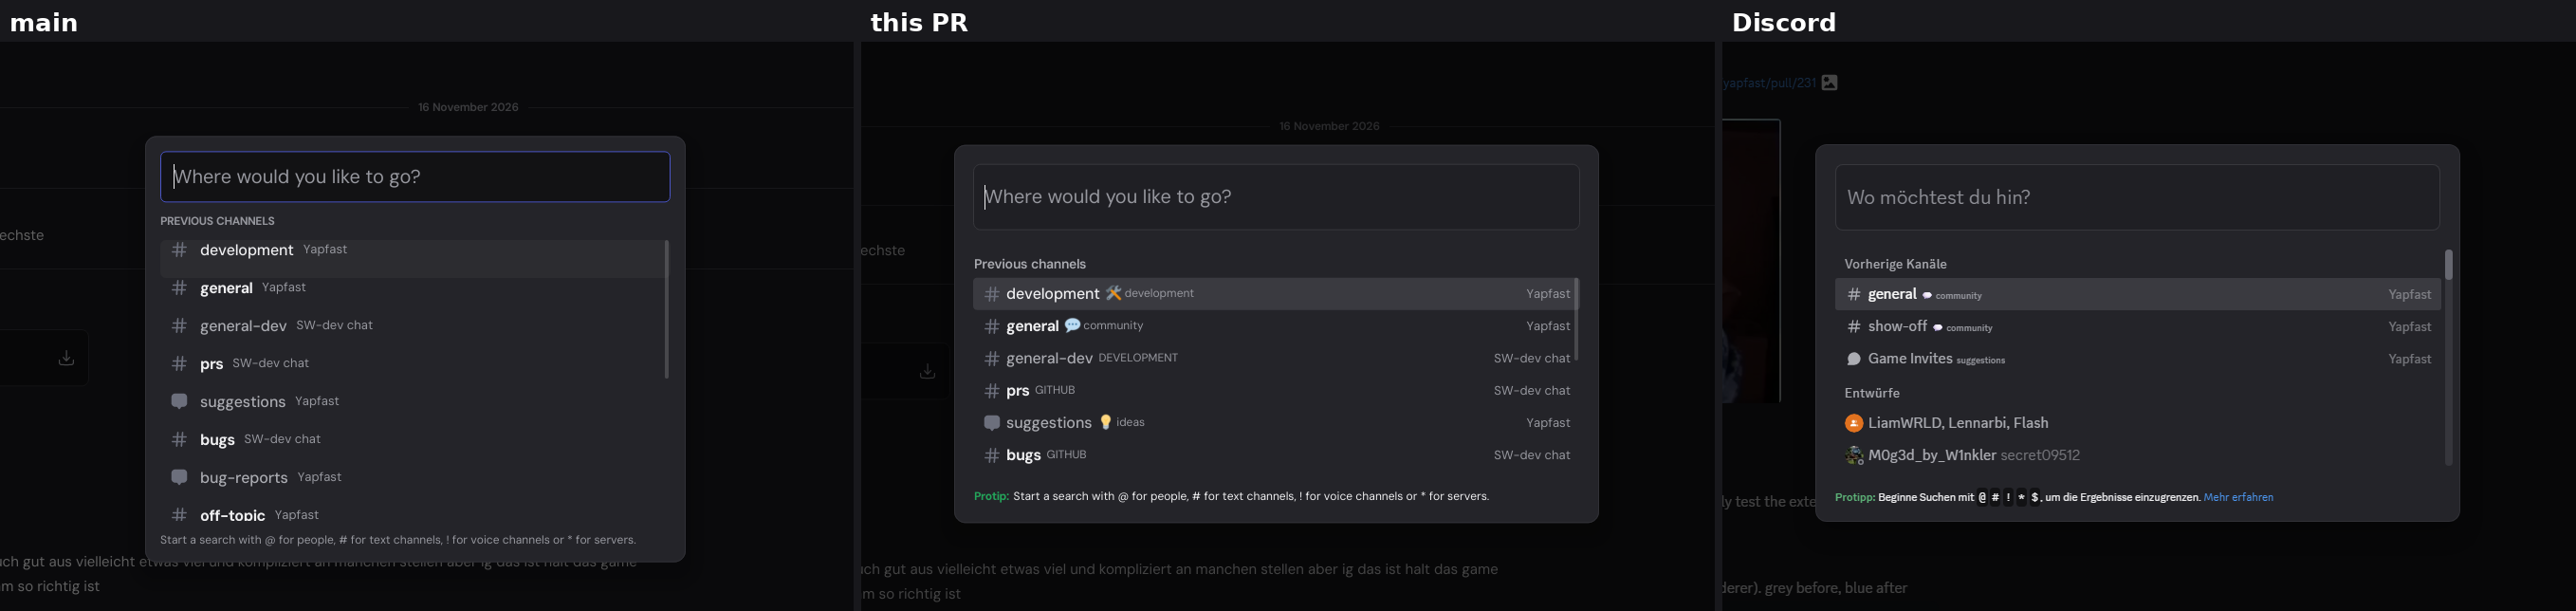 main
16 November 2026
Where would you like to go?
PREVIOUS CHANNELS
echste
# development Yapfast
# general Yapfast
# general-dev SW-dev chat
# prs SW-dev chat
suggestions Yapfast
# bugs SW-dev chat
bug-reports Yapfast
# off-topic Yapfast
Start a search with @ for people, # for text channels, ! for voice channels or * for servers.
uch gut aus vielleicht etwas viel und kompliziert an manchen stellen aber ig das ist halt das game
m so richtig ist
this PR
16 November 2026
Where would you like to go?
echste
Previous channels
# development 🛠️ development Yapfast
# general 💬 community Yapfast
# general-dev DEVELOPMENT SW-dev chat
# prs GITHUB SW-dev chat
suggestions 💡 ideas Yapfast
# bugs GITHUB SW-dev chat
Protip: Start a search with @ for people, # for text channels, ! for voice channels or * for servers.
uch gut aus vielleicht etwas viel und kompliziert an manchen stellen aber ig das ist halt das game
m so richtig ist
Discord
yapfast/pull/231
Wo möchtest du hin?
Vorherige Kanäle
# general 💬 community Yapfast
# show-off 💬 community Yapfast
Game Invites suggestions Yapfast
Entwürfe
LiamWRLD, Lennarbi, Flash
M0g3d_by_W1nkler secret09512
ly test the exte
Protipp: Beginne Suchen mit @ # ! * $, um die Ergebnisse einzugrenzen. Mehr erfahren
derer). grey before, blue after